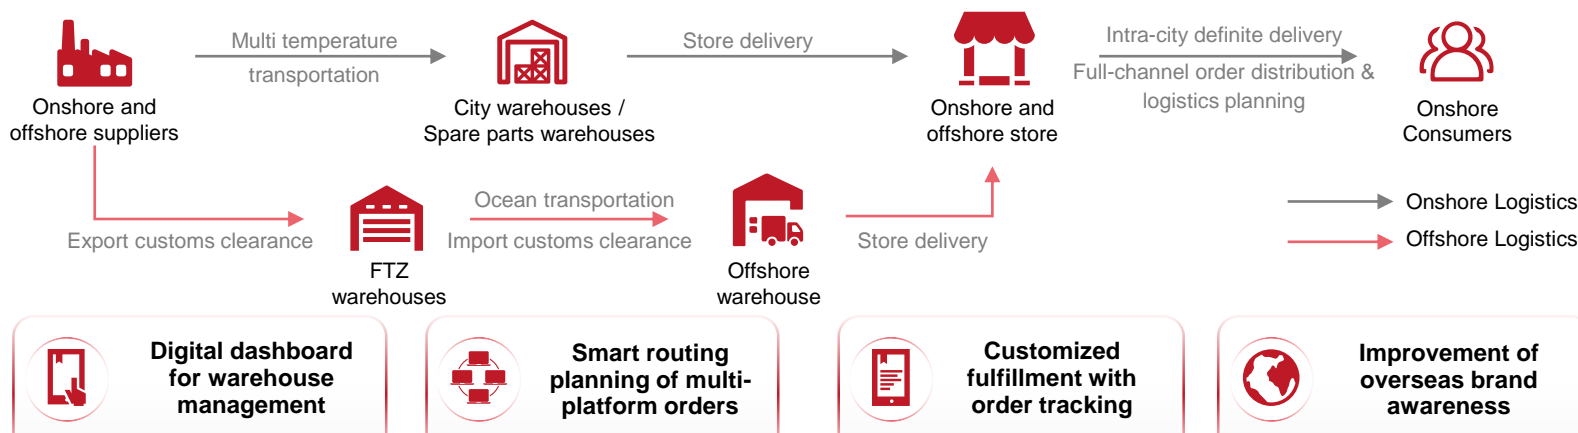 Multi temperature
transportation
Store delivery
Intra-city definite delivery
Full-channel order distribution &
logistics planning
Onshore and
offshore suppliers
City warehouses /
Spare parts warehouses
Onshore and
offshore store
Onshore
Consumers
Export customs clearance
Ocean transportation
Import customs clearance
Store delivery
Onshore Logistics
Offshore Logistics
FTZ
warehouses
Offshore
warehouse
Digital dashboard
for warehouse
management
Smart routing
planning of multi-
platform orders
Customized
fulfillment with
order tracking
Improvement of
overseas brand
awareness